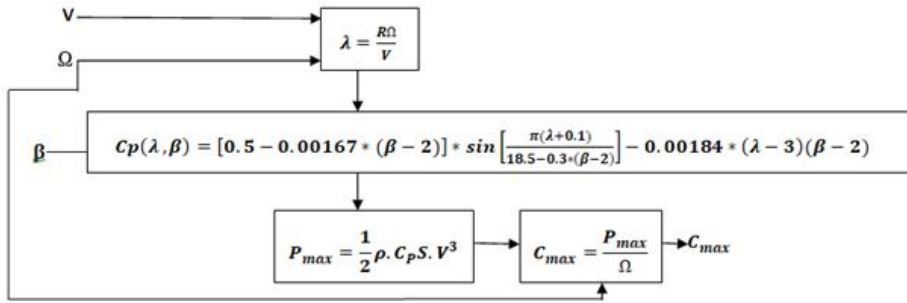 V
λ = RΩ/V
Ω
β
Cp(λ,β) = [0.5 − 0.00167 * (β − 2)] * sin[π(λ+0.1)/18.5−0.3*(β−2)] − 0.00184 * (λ − 3)(β − 2)
P_max = 1/2 ρ. C_P S. V^3
C_max = P_max/Ω
C_max